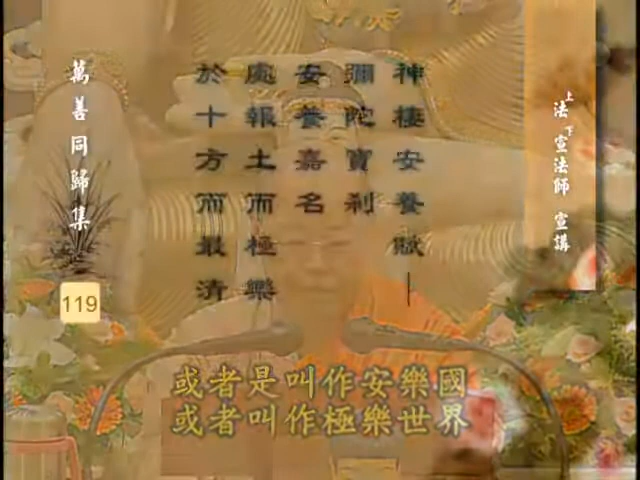 上法下宣法師 宣講
神棲安養賦│
彌陀寶剎
安養嘉名
處報土而極樂
於十方而最清
萬善同歸集
119
或者是叫作安樂國
或者叫作極樂世界